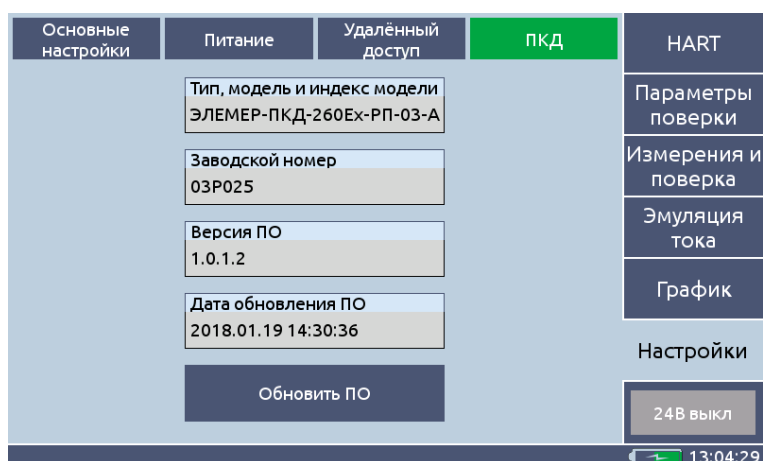 Основные
настройки
Питание
Удалённый
доступ
ПКД
HART
Тип, модель и индекс модели
ЭЛЕМЕР-ПКД-260Ех-РП-03-А
Параметры
поверки
Заводской номер
03Р025
Измерения и
поверка
Версия ПО
1.0.1.2
Эмуляция
тока
Дата обновления ПО
2018.01.19 14:30:36
График
Настройки
Обновить ПО
24В выкл
13:04:29